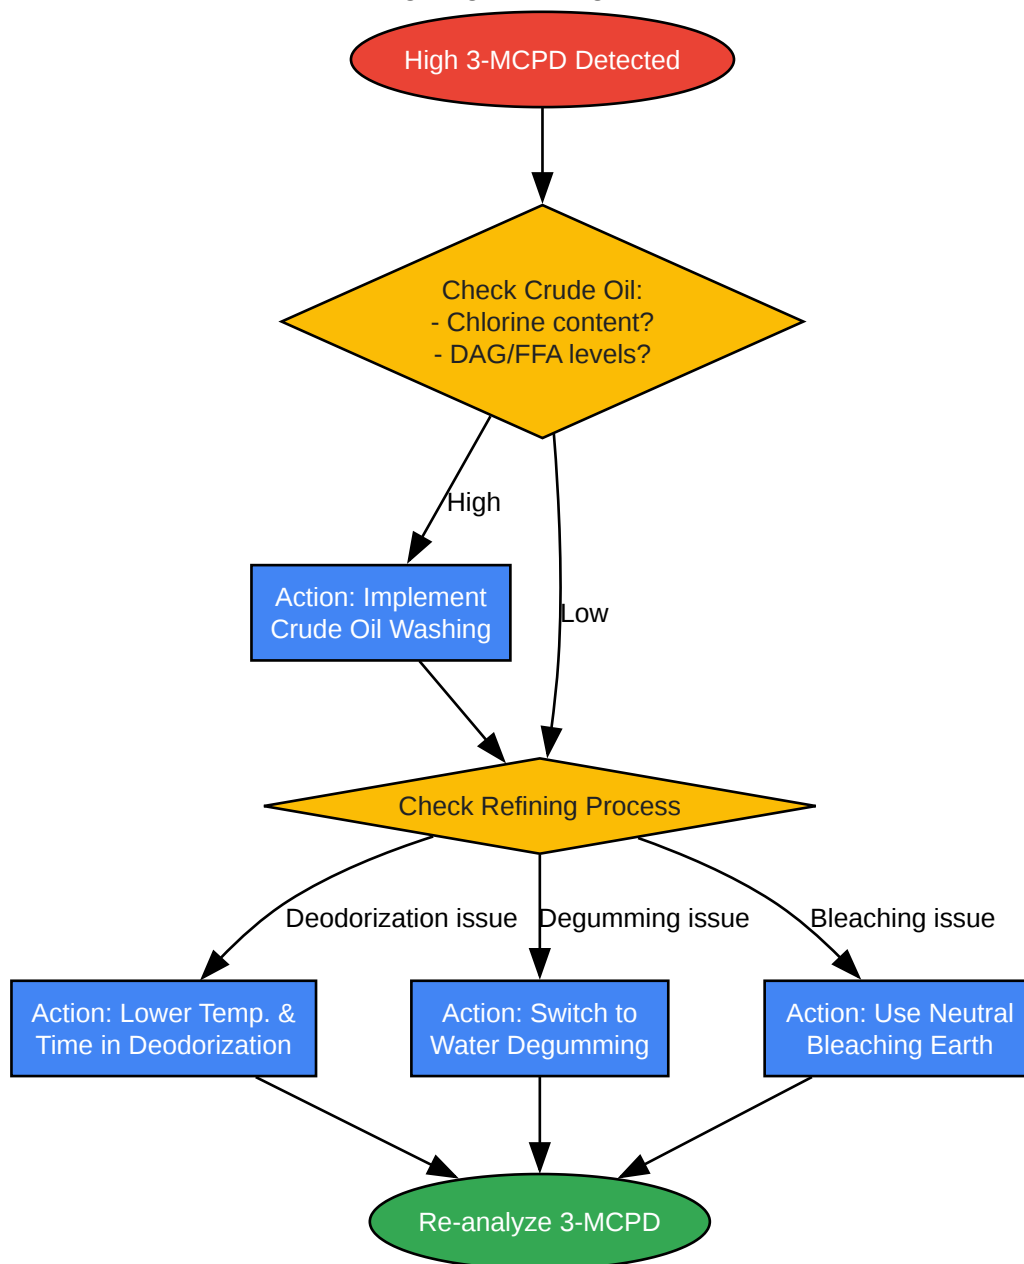 High 3-MCPD Detected
Check Crude Oil:
- Chlorine content?
- DAG/FFA levels?
High
Action: Implement
Crude Oil Washing
Low
Check Refining Process
Deodorization issue
Degumming issue
Bleaching issue
Action: Lower Temp. &
Time in Deodorization
Action: Switch to
Water Degumming
Action: Use Neutral
Bleaching Earth
Re-analyze 3-MCPD